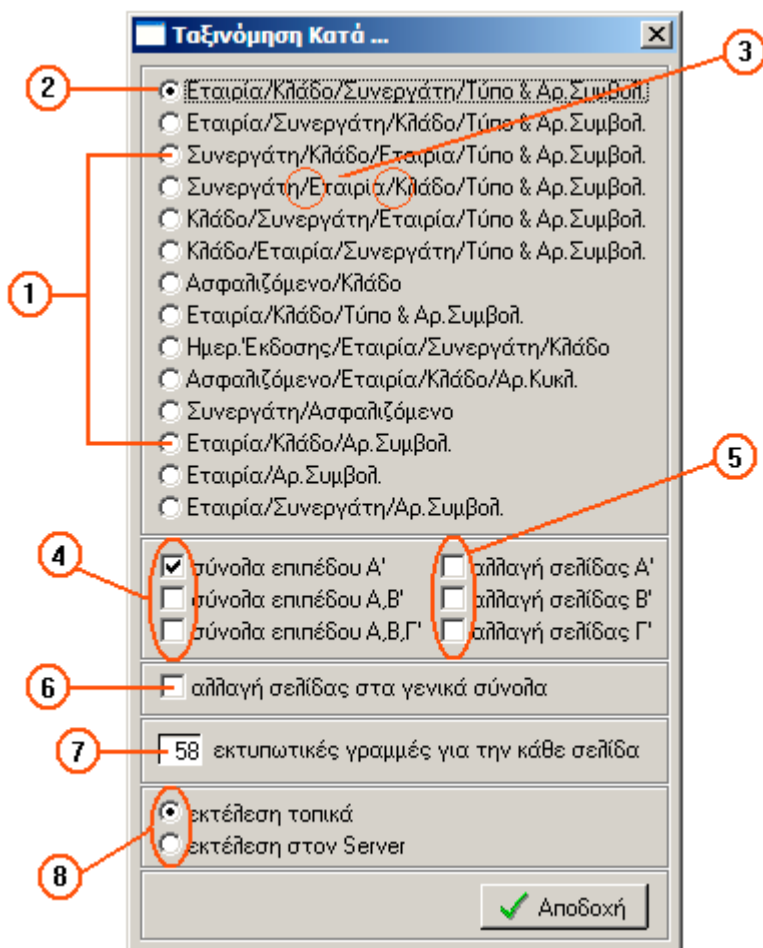 Ταξινόμηση Κατά ...
3
2
Εταιρία/Κλάδο/Συνεργάτη/Τύπο & Αρ.Συμβολ.
Εταιρία/Συνεργάτη/Κλάδο/Τύπο & Αρ.Συμβολ.
Συνεργάτη/Κλάδο/Εταιρία/Τύπο & Αρ.Συμβολ.
Συνεργάτη/Εταιρία/Κλάδο/Τύπο & Αρ.Συμβολ.
Κλάδο/Συνεργάτη/Εταιρία/Τύπο & Αρ.Συμβολ.
Κλάδο/Εταιρία/Συνεργάτη/Τύπο & Αρ.Συμβολ.
1
Ασφαλιζόμενο/Κλάδο
Εταιρία/Κλάδο/Τύπο & Αρ.Συμβολ.
Ημερ.Έκδοσης/Εταιρία/Συνεργάτη/Κλάδο
Ασφαλιζόμενο/Εταιρία/Κλάδο/Αρ.Κυκλ.
Συνεργάτη/Ασφαλιζόμενο
Εταιρία/Κλάδο/Αρ.Συμβολ.
5
Εταιρία/Αρ.Συμβολ.
Εταιρία/Συνεργάτη/Αρ.Συμβολ.
4
σύνολα επιπέδου Α' αλλαγή σελίδας Α'
σύνολα επιπέδου Α,Β' αλλαγή σελίδας Β'
σύνολα επιπέδου Α,Β,Γ' αλλαγή σελίδας Γ'
6
αλλαγή σελίδας στα γενικά σύνολα
7
58 εκτυπωτικές γραμμές για την κάθε σελίδα
εκτέλεση τοπικά
εκτέλεση στον Server
8
Αποδοχή